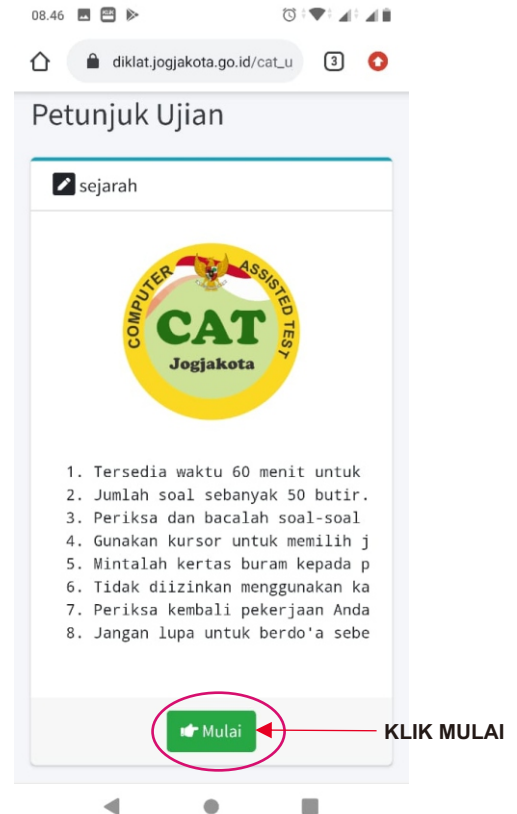 08.46
diklat.jogjakota.go.id/cat_u
3
Petunjuk Ujian
sejarah
COMPUTER ASSISTED TEST
CAT
Jogjakota
1. Tersedia waktu 60 menit untuk
2. Jumlah soal sebanyak 50 butir.
3. Periksa dan bacalah soal-soal
4. Gunakan kursor untuk memilih j
5. Mintalah kertas buram kepada p
6. Tidak diizinkan menggunakan ka
7. Periksa kembali pekerjaan Anda
8. Jangan lupa untuk berdo'a sebe
Mulai
KLIK MULAI